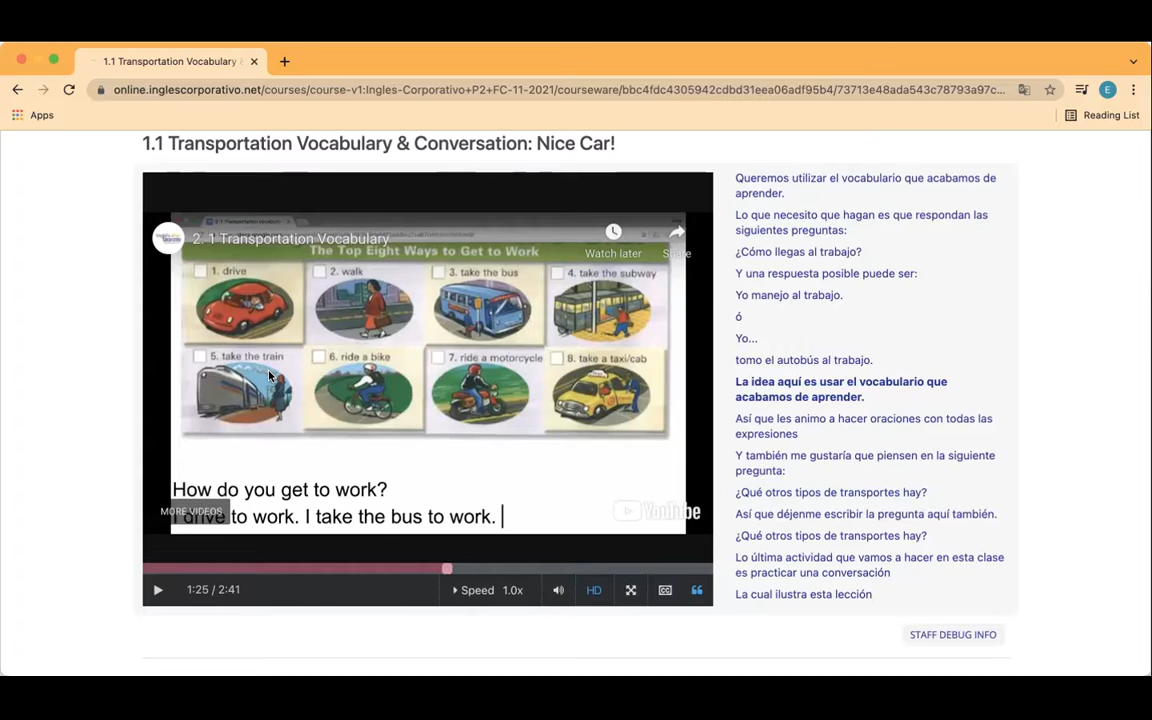 1.1 Transportation Vocabulary &
online.inglescorporativo.net/courses/course-v1:Ingles-Corporativo+P2+FC-11-2021/courseware/bbc4fdc4305942cdbd31eea06adf95b4/73713e48ada543c78793a97c...
E
Apps
Reading List
1.1 Transportation Vocabulary & Conversation: Nice Car!
2. 1 Transportation Vocabulary
Watch later
Share
The Top Eight Ways to Get to Work
1. drive
2. walk
3. take the bus
4. take the subway
5. take the train
6. ride a bike
7. ride a motorcycle
8. take a taxi/cab
How do you get to work?
I drive to work. I take the bus to work.
MORE VIDEOS
YouTube
1:25 / 2:41
Speed 1.0x
HD
Queremos utilizar el vocabulario que acabamos de
aprender.
Lo que necesito que hagan es que respondan las
siguientes preguntas:
¿Cómo llegas al trabajo?
Y una respuesta posible puede ser:
Yo manejo al trabajo.
ó
Yo...
tomo el autobús al trabajo.
La idea aquí es usar el vocabulario que
acabamos de aprender.
Así que les animo a hacer oraciones con todas las
expresiones
Y también me gustaría que piensen en la siguiente
pregunta:
¿Qué otros tipos de transportes hay?
Así que déjenme escribir la pregunta aquí también.
¿Qué otros tipos de transportes hay?
Lo última actividad que vamos a hacer en esta clase
es practicar una conversación
La cual ilustra esta lección
STAFF DEBUG INFO